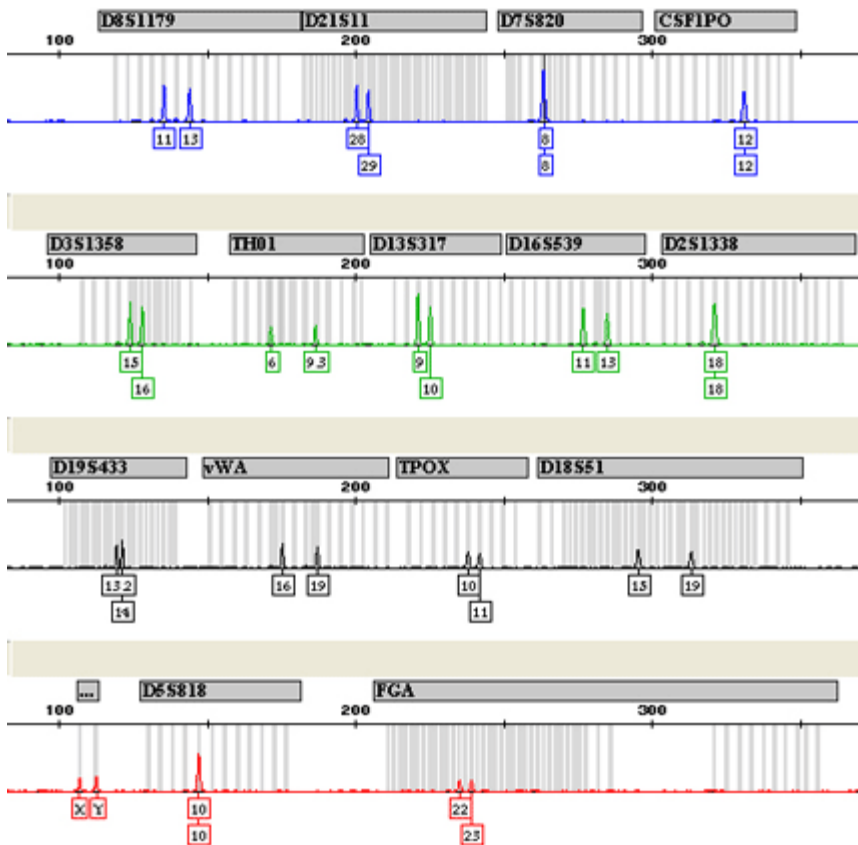 D8S1179 D21S11 D7S820 CSF1PO
100 200 300
11 13 28 8 12
29 8 12
D3S1358 TH01 D13S317 D16S539 D2S1338
100 200 300
15 6 9.3 9 11 13 18
16 10 18
D19S433 vWA TPOX D18S51
100 200 300
13.2 16 19 10 15 19
14 11
... D5S818 FGA
100 200 300
X Y 10 22
10 23